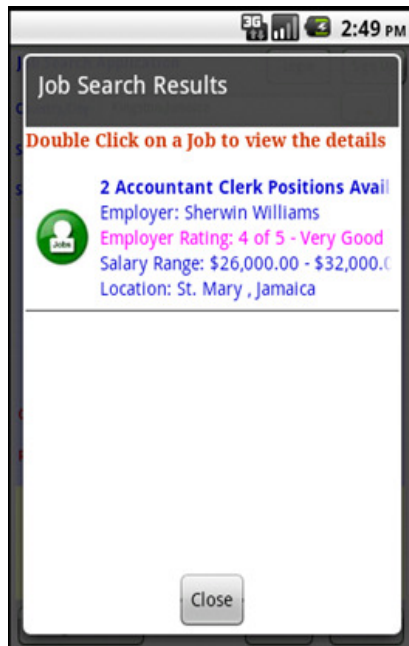 3G 2:49 PM
Job Search Results
Double Click on a Job to view the details
2 Accountant Clerk Positions Avai
Employer: Sherwin Williams
Jobs
Employer Rating: 4 of 5 - Very Good
Salary Range: $26,000.00 - $32,000.0
Location: St. Mary , Jamaica
Close